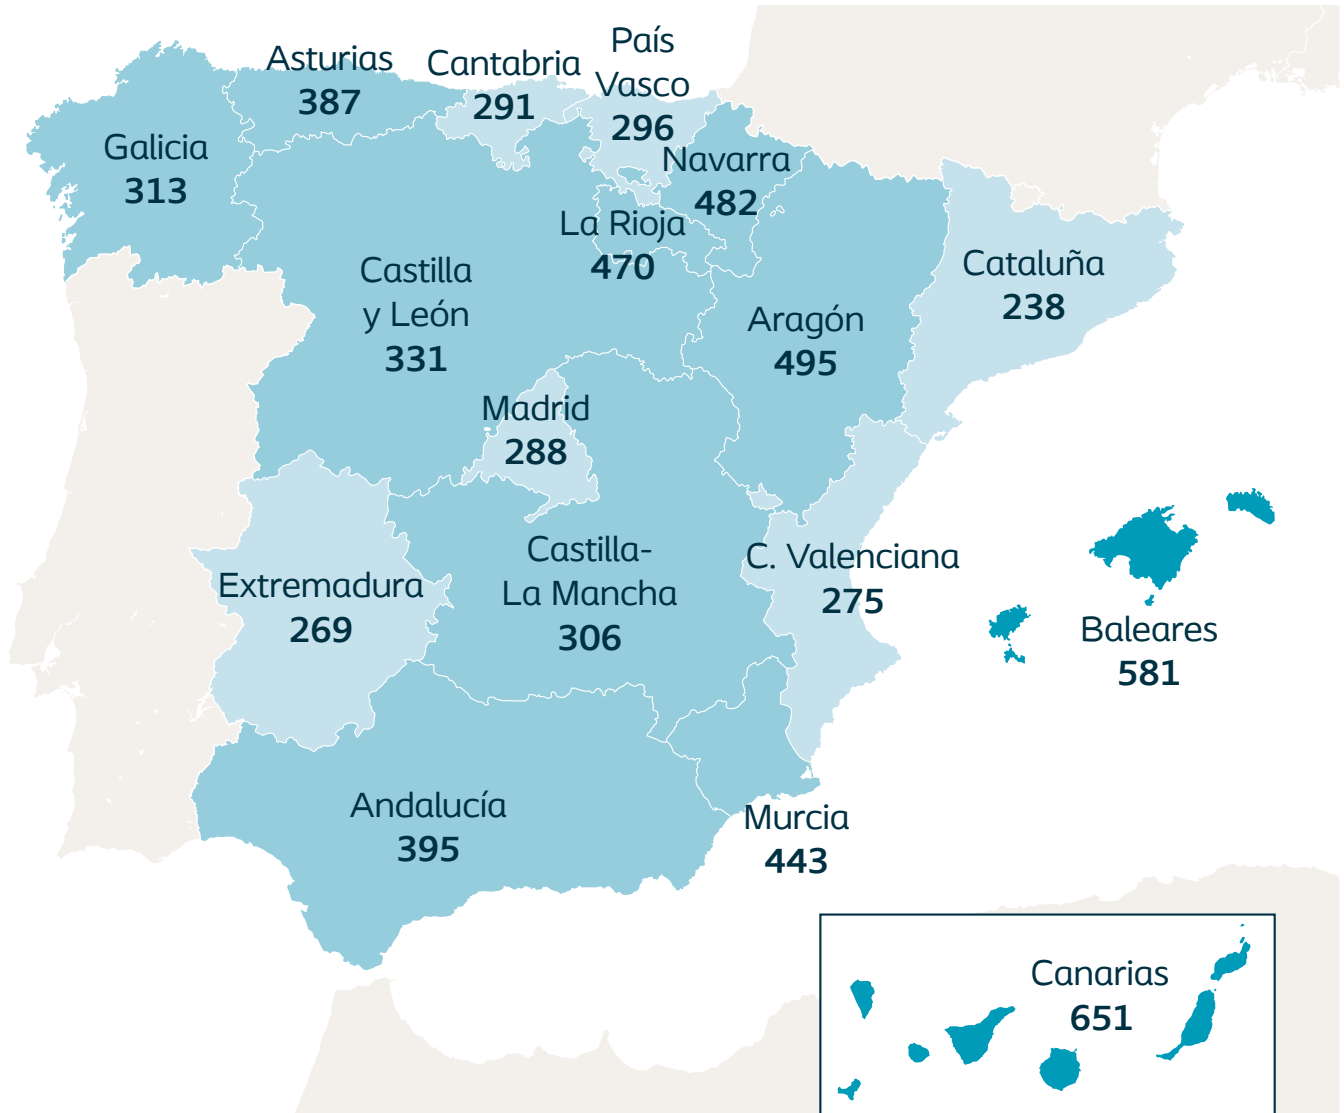 Asturias
387
Cantabria
291
País
Vasco
296
Galicia
313
Navarra
482
La Rioja
470
Castilla
y León
331
Aragón
495
Cataluña
238
Madrid
288
Extremadura
269
Castilla-
La Mancha
306
C. Valenciana
275
Baleares
581
Andalucía
395
Murcia
443
Canarias
651